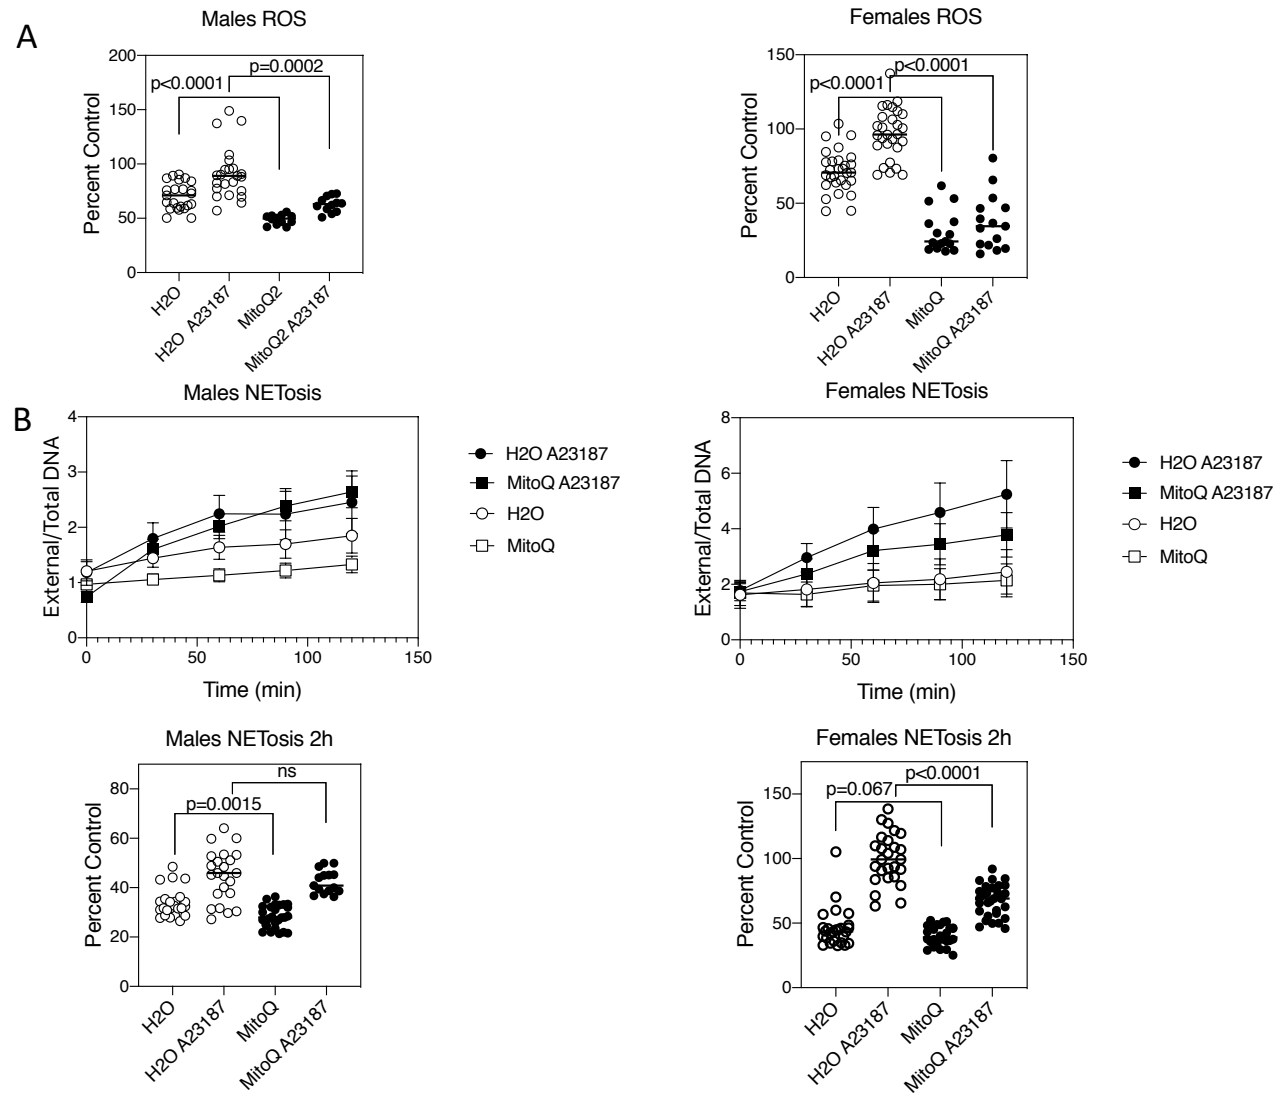 A
Males ROS
200
150
100
50
0
Percent Control
p<0.0001
p=0.0002
H2O
H2O A23187
MitoQ2
MitoQ2 A23187
Females ROS
150
100
50
0
Percent Control
p<0.0001
p<0.0001
H2O
H2O A23187
MitoQ
MitoQ A23187
B
Males NETosis
4
3
2
1
0
External/Total DNA
0
50
100
150
Time (min)
H2O A23187
MitoQ A23187
H2O
MitoQ
Females NETosis
8
6
4
2
0
External/Total DNA
0
50
100
150
Time (min)
H2O A23187
MitoQ A23187
H2O
MitoQ
Males NETosis 2h
80
60
40
20
0
Percent Control
p=0.0015
ns
H2O
H2O A23187
MitoQ
MitoQ A23187
Females NETosis 2h
150
100
50
0
Percent Control
p=0.067
p<0.0001
H2O
H2O A23187
MitoQ
MitoQ A23187